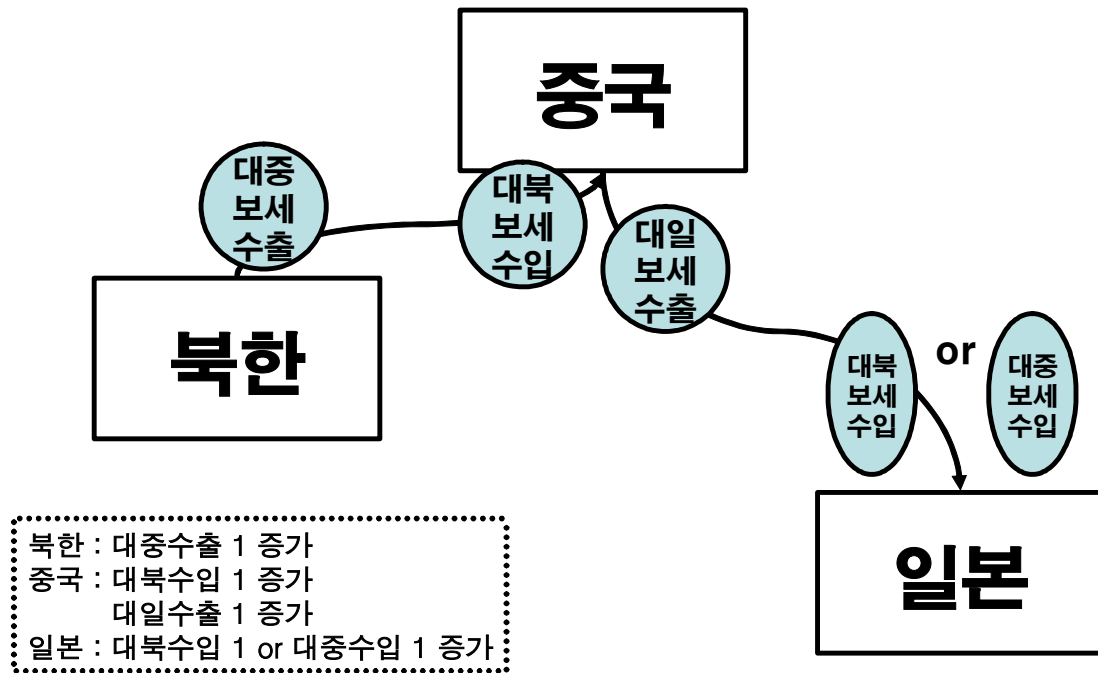 중국
대중
보세
수출
대북
보세
수입
대일
보세
수출
북한
대북
보세
수입
or
대중
보세
수입
일본
북한 : 대중수출 1 증가
중국 : 대북수입 1 증가
대일수출 1 증가
일본 : 대북수입 1 or 대중수입 1 증가